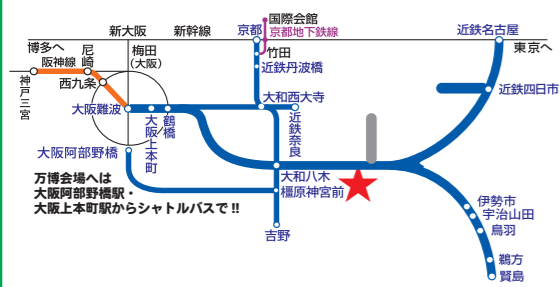 国際会館
新大阪
新幹線
京都
京都地下鉄線
近鉄名古屋
博多へ
尼崎
梅田
(大阪)
竹田
東京へ
阪神線
近鉄丹波橋
神戸三宮
西九条
近鉄四日市
大和西大寺
大阪難波
鶴橋
大阪上本町
近鉄奈良
大阪阿部野橋
大和八木
万博会場へは
大阪阿部野橋駅・
大阪上本町駅からシャトルバスで!!
橿原神宮前
伊勢市
宇治山田
鳥羽
吉野
鵜方
賢島